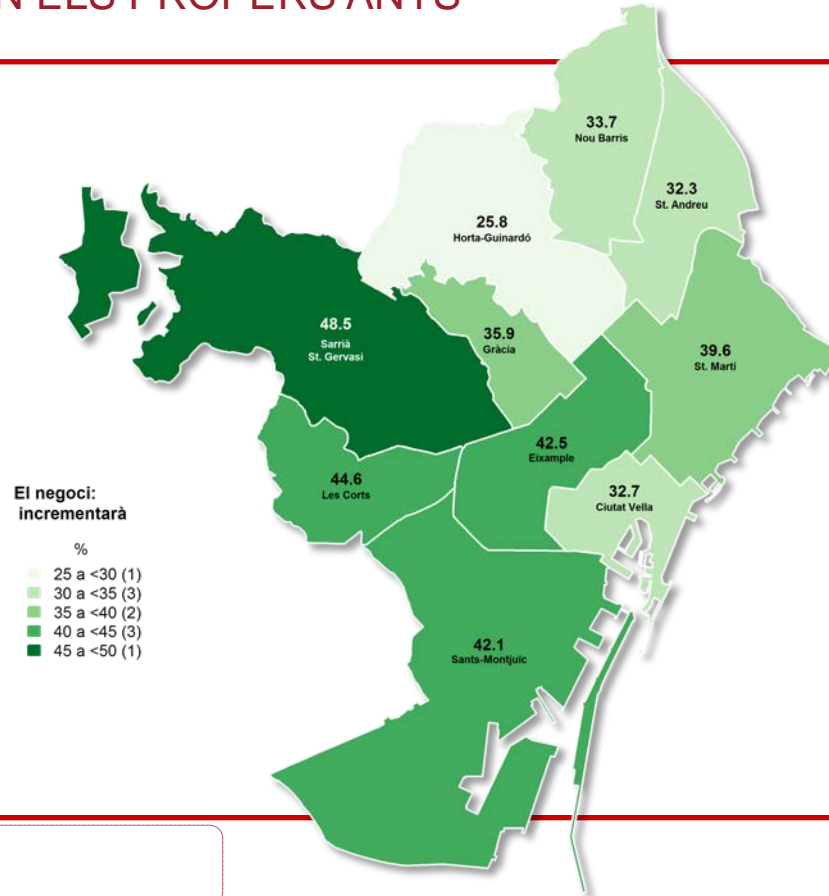 N ELS PROPERS ANYS
33.7
Nou Barris
32.3
St. Andreu
25.8
Horta-Guinardó
48.5
Sarrià
St. Gervasi
35.9
Gràcia
39.6
St. Martí
42.5
Eixample
44.6
Les Corts
32.7
Ciutat Vella
42.1
Sants-Montjuïc
El negoci:
incrementarà
%
25 a <30 (1)
30 a <35 (3)
35 a <40 (2)
40 a <45 (3)
45 a <50 (1)